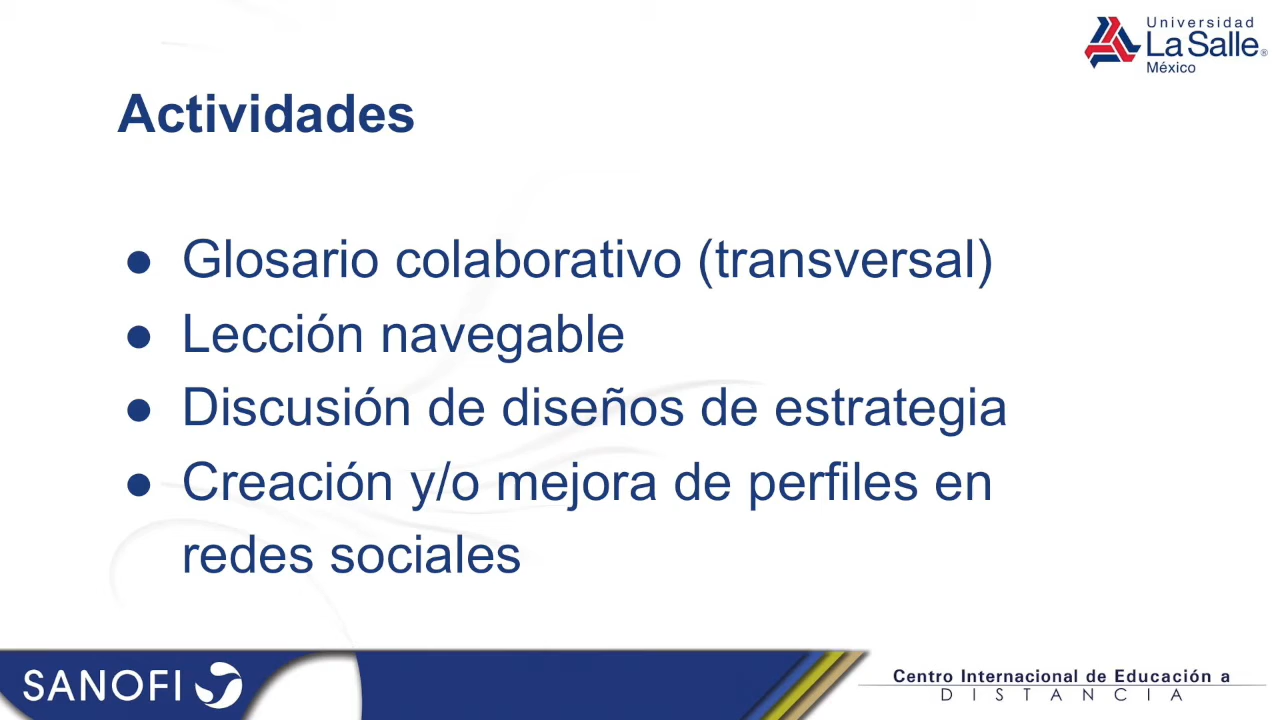 Universidad
La Salle®
México
Actividades
● Glosario colaborativo (transversal)
● Lección navegable
● Discusión de diseños de estrategia
● Creación y/o mejora de perfiles en
redes sociales
SANOFI
Centro Internacional de Educación a
DISTANCIA